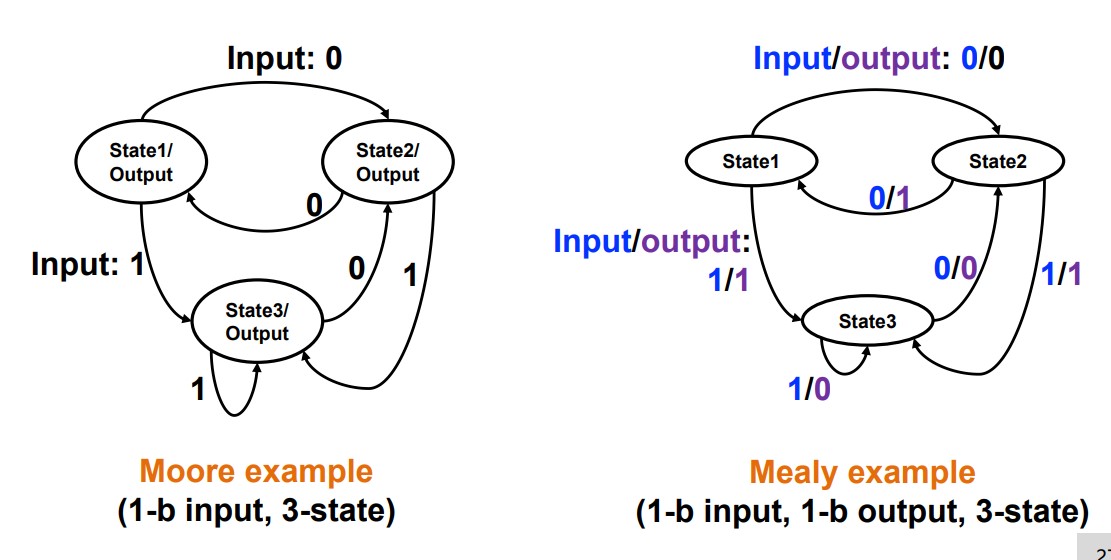 Input: 0
State1/
Output
State2/
Output
0
Input: 1
0
1
State3/
Output
1
Moore example
(1-b input, 3-state)
Input/output: 0/0
State1
State2
0/1
Input/output:
1/1
0/0
1/1
State3
1/0
Mealy example
(1-b input, 1-b output, 3-state)